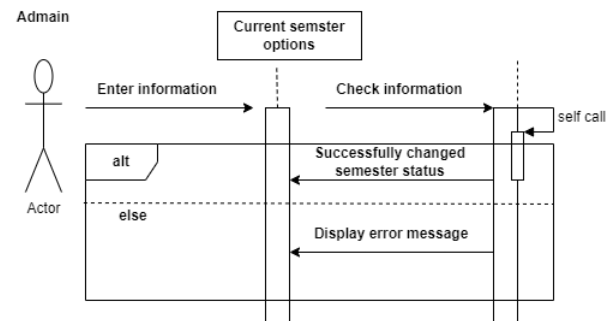 Admain
Current semster
options
Enter information
Check information
self call
alt
Successfully changed
semester status
Actor
else
Display error message